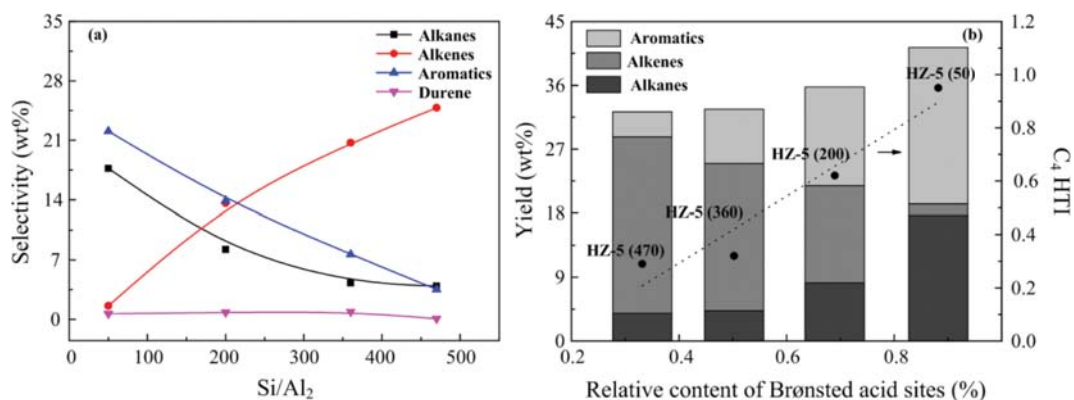 (a)
Alkanes
Alkenes
Aromatics
Durene
Selectivity (wt%)
35
28
21
14
7
0
0 100 200 300 400 500
Si/Al₂
(b)
Aromatics
Alkenes
Alkanes
HZ-5 (50)
HZ-5 (200)
HZ-5 (360)
HZ-5 (470)
Yield (wt%)
45
36
27
18
9
0
1.2
1.0
0.8
0.6
0.4
0.2
0.0
C₄ HTI
0.2 0.4 0.6 0.8
Relative content of Brønsted acid sites (%)